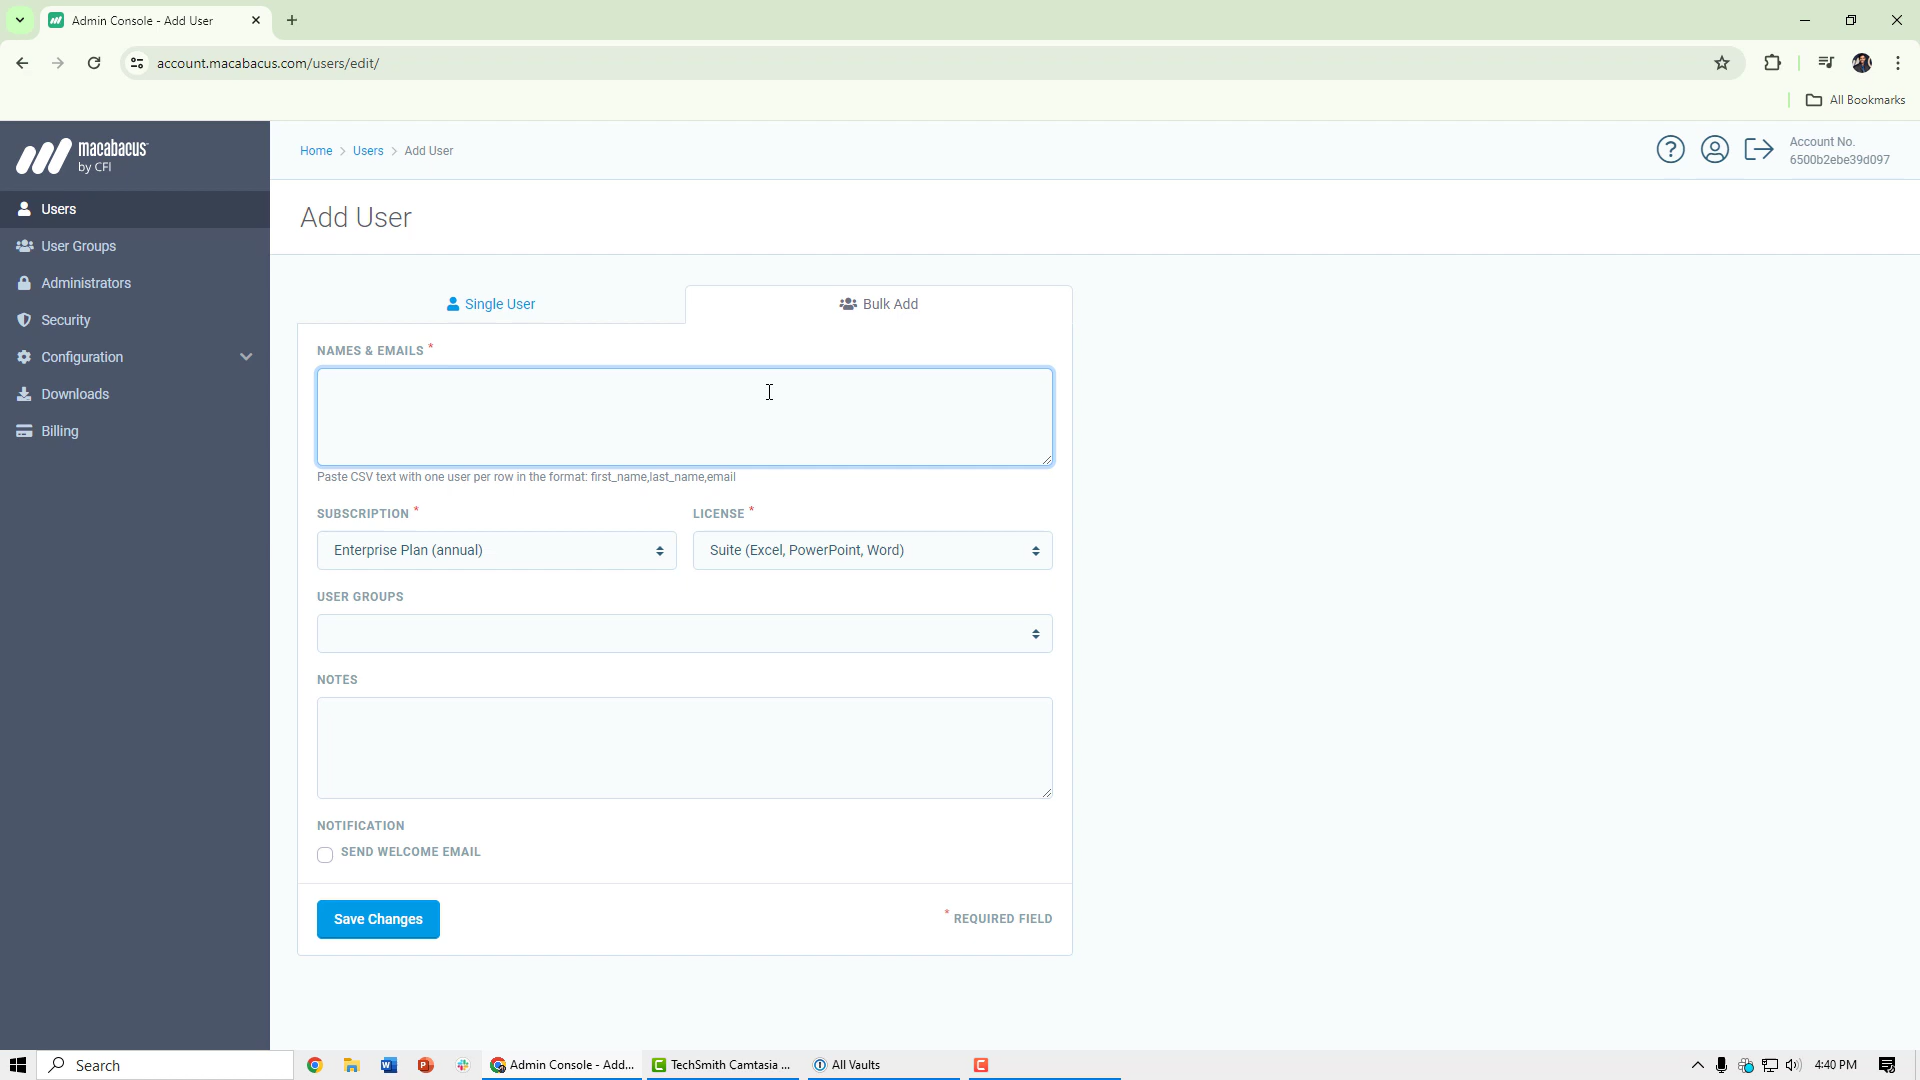 Admin Console - Add User
account.macabacus.com/users/edit/
All Bookmarks
macabacus
by CFI
Home > Users > Add User
Account No.
6500b2ebe39d097
Users
User Groups
Administrators
Security
Configuration
Downloads
Billing
Add User
Single User
Bulk Add
NAMES & EMAILS *
Paste CSV text with one user per row in the format: first_name,last_name,email
SUBSCRIPTION *
LICENSE *
Enterprise Plan (annual)
Suite (Excel, PowerPoint, Word)
USER GROUPS
NOTES
NOTIFICATION
SEND WELCOME EMAIL
Save Changes
* REQUIRED FIELD
Search
Admin Console - Add...
TechSmith Camtasia ...
All Vaults
4:40 PM